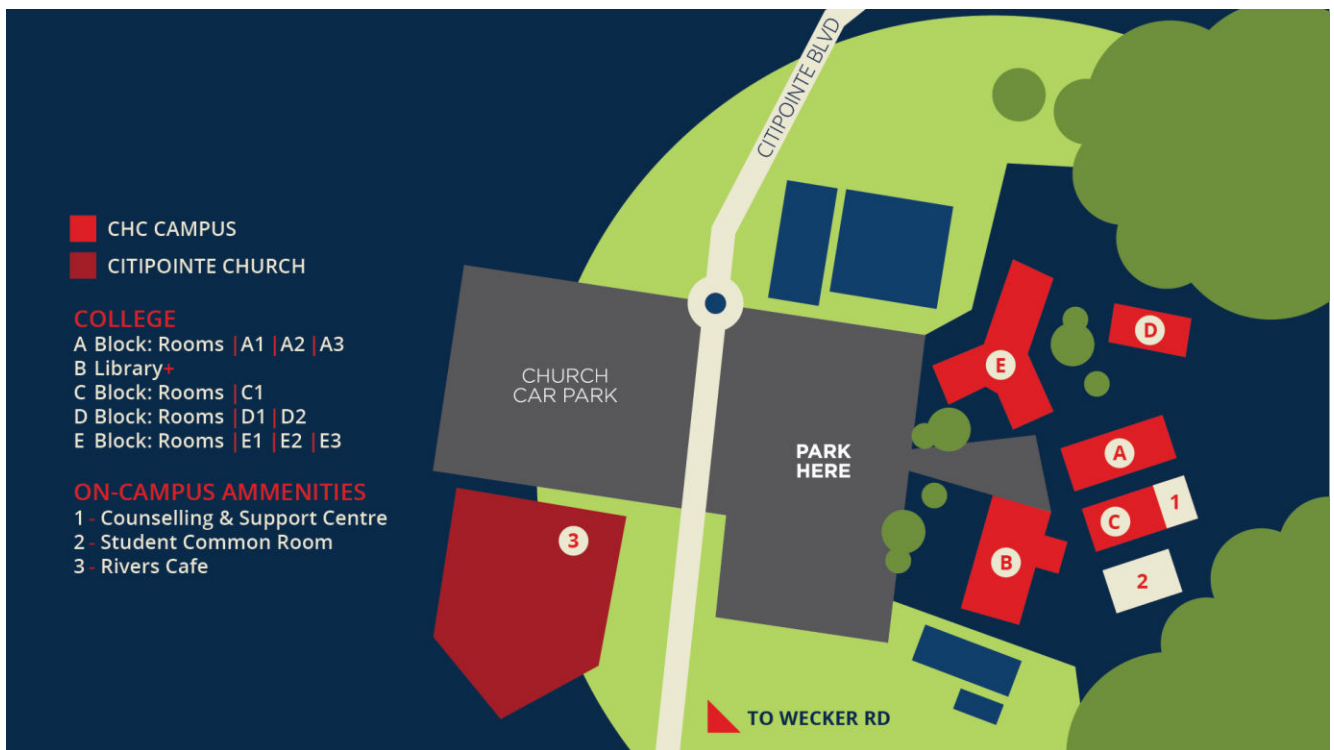 CHC CAMPUS
CITIPOINTE CHURCH
COLLEGE
A Block: Rooms |A1 |A2 |A3
B Library+
C Block: Rooms |C1
D Block: Rooms |D1 |D2
E Block: Rooms |E1 |E2 |E3
ON-CAMPUS AMMENITIES
1 - Counselling & Support Centre
2 - Student Common Room
3 - Rivers Cafe
CITIPOINTE BLVD
CHURCH
CAR PARK
PARK
HERE
D
E
A
1
C
3
B
2
TO WECKER RD